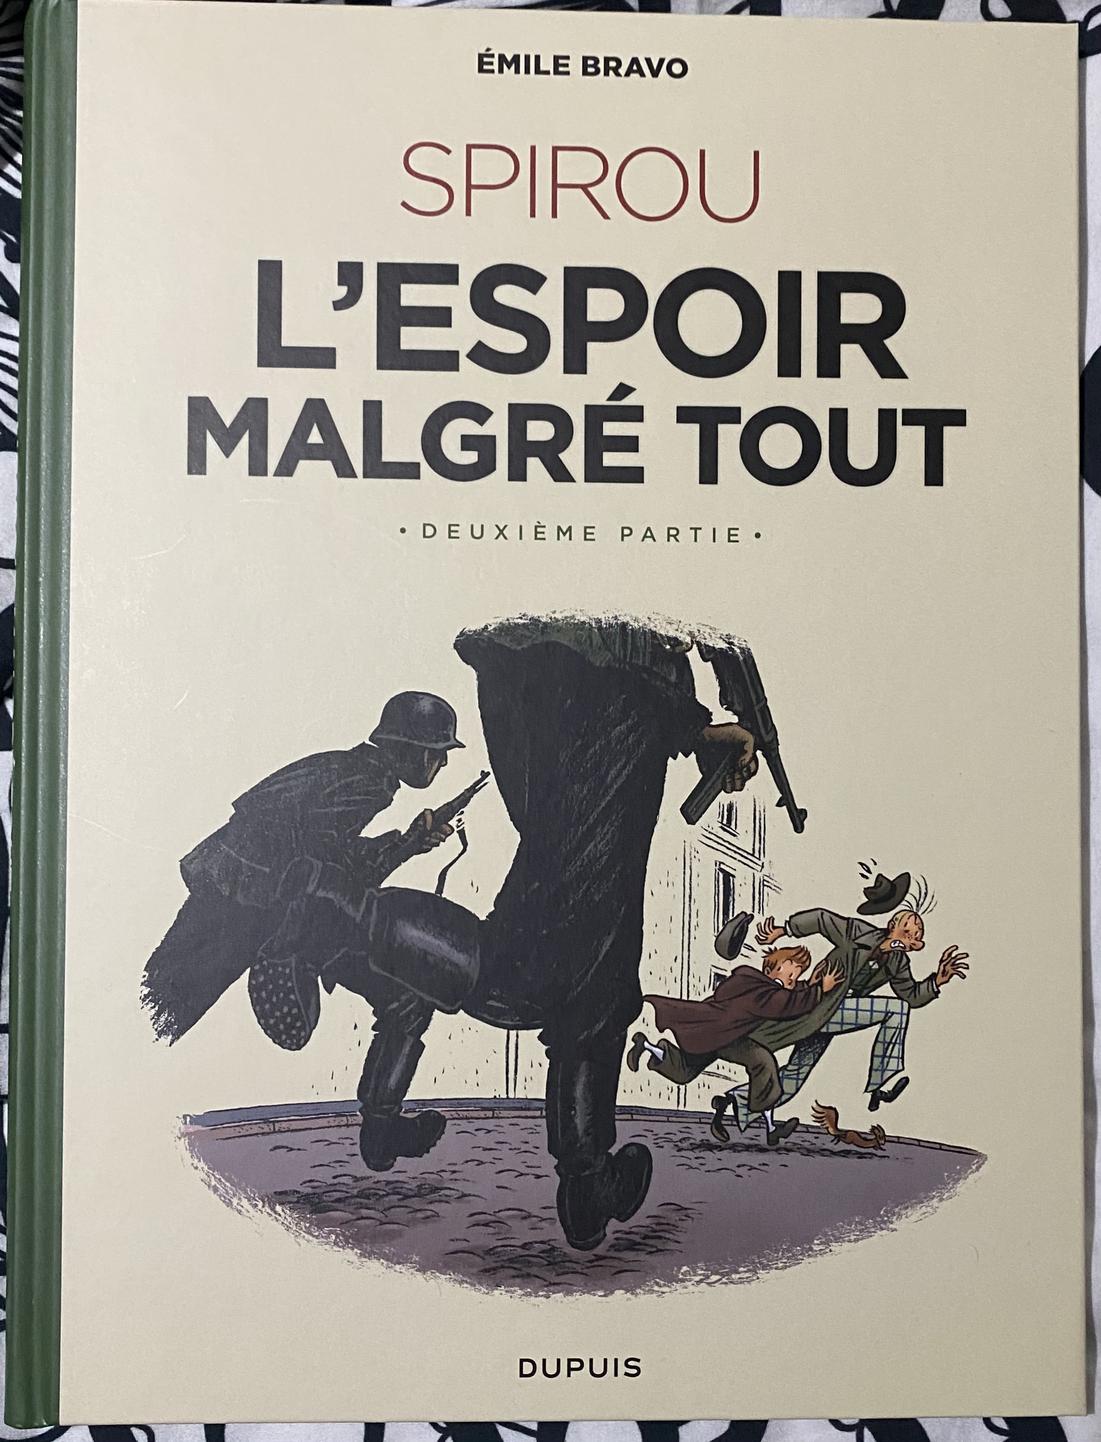 ÉMILE BRAVO
SPIROU
L'ESPOIR
MALGRÉ TOUT
• DEUXIÈME PARTIE •
DUPUIS